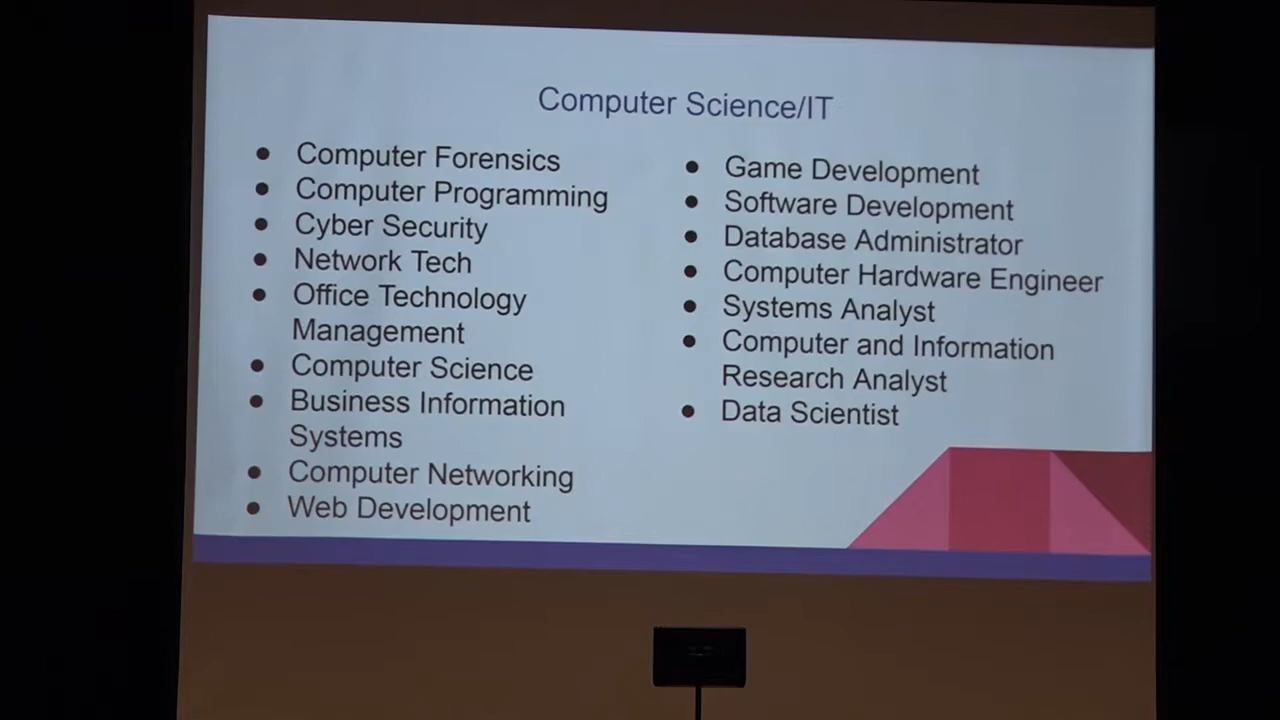 Computer Science/IT
● Computer Forensics
● Computer Programming
● Cyber Security
● Network Tech
● Office Technology
Management
● Computer Science
● Business Information
Systems
● Computer Networking
● Web Development
● Game Development
● Software Development
● Database Administrator
● Computer Hardware Engineer
● Systems Analyst
● Computer and Information
Research Analyst
● Data Scientist